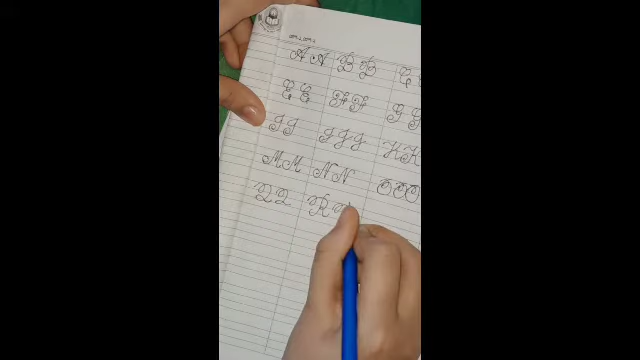 A A B B C
E E F F G G
I I J J J K K
M M N N O O O
Q Q R